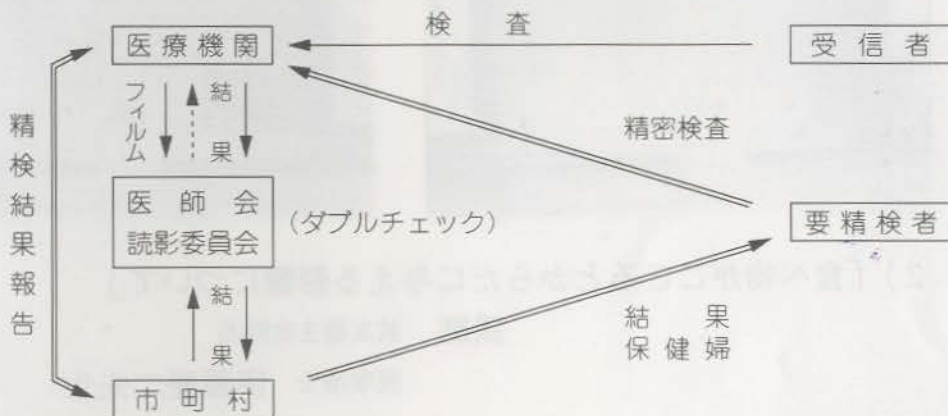 医療機関
検査
受信者
フィルム
結果
精密検査
精検結果報告
医師会
読影委員会
(ダブルチェック)
要精検者
結果
結果
保健婦
市町村